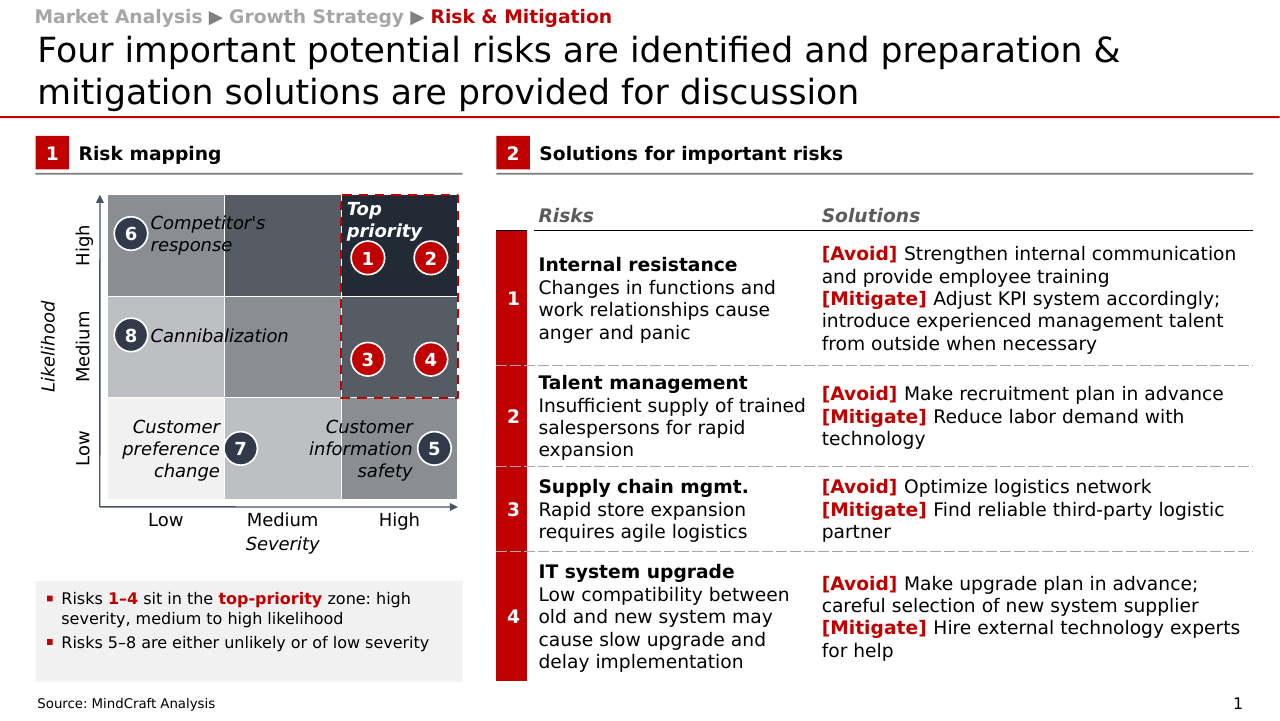 Market Analysis ▶ Growth Strategy ▶ Risk & Mitigation
Four important potential risks are identified and preparation &
mitigation solutions are provided for discussion
1 Risk mapping
Likelihood
High
Medium
Low
6 Competitor's
response
Top
priority
1 2
8 Cannibalization
3 4
Customer
preference
change
7
Customer
information
safety
5
Low Medium High
Severity
▪ Risks 1–4 sit in the top-priority zone: high
severity, medium to high likelihood
▪ Risks 5–8 are either unlikely or of low severity
2 Solutions for important risks
Risks Solutions
1
Internal resistance
Changes in functions and
work relationships cause
anger and panic
[Avoid] Strengthen internal communication
and provide employee training
[Mitigate] Adjust KPI system accordingly;
introduce experienced management talent
from outside when necessary
2
Talent management
Insufficient supply of trained
salespersons for rapid
expansion
[Avoid] Make recruitment plan in advance
[Mitigate] Reduce labor demand with
technology
3
Supply chain mgmt.
Rapid store expansion
requires agile logistics
[Avoid] Optimize logistics network
[Mitigate] Find reliable third-party logistic
partner
4
IT system upgrade
Low compatibility between
old and new system may
cause slow upgrade and
delay implementation
[Avoid] Make upgrade plan in advance;
careful selection of new system supplier
[Mitigate] Hire external technology experts
for help
Source: MindCraft Analysis
1